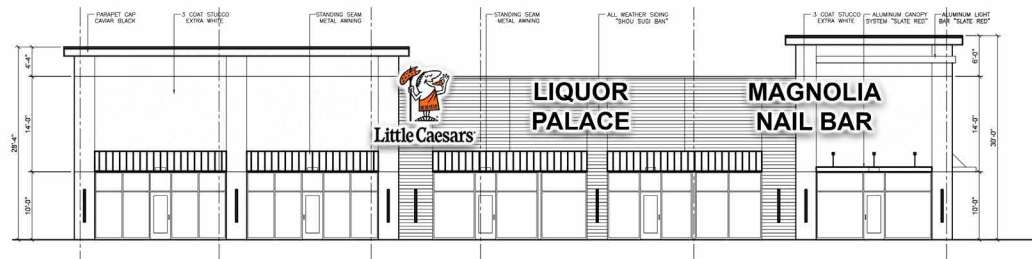 PARAPET CAP
CAVIAR BLACK
3 COAT STUCCO
EXTRA WHITE
STANDING SEAM
METAL AWNING
STANDING SEAM
METAL AWNING
ALL WEATHER SIDING
"SHOU SUGI BAN"
3 COAT STUCCO
EXTRA WHITE
ALUMINUM CANOPY
SYSTEM "SLATE RED"
ALUMINUM LIGHT
BAR "SLATE RED"
4'-4"
14'-0"
28'-4"
10'-0"
Little Caesars
LIQUOR
PALACE
MAGNOLIA
NAIL BAR
6'-0"
14'-0"
30'-0"
10'-0"